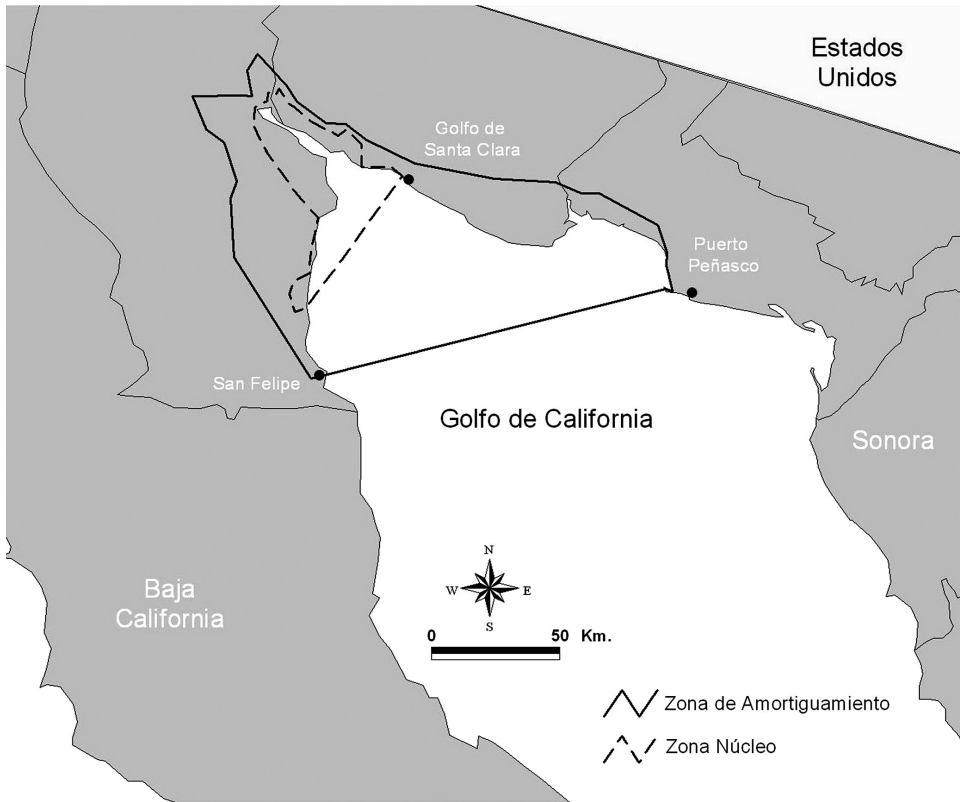 Estados
Unidos
Golfo de
Santa Clara
Puerto
Peñasco
San Felipe
Golfo de California
Sonora
Baja
California
N
W E
S
0 50 Km.
Zona de Amortiguamiento
Zona Núcleo